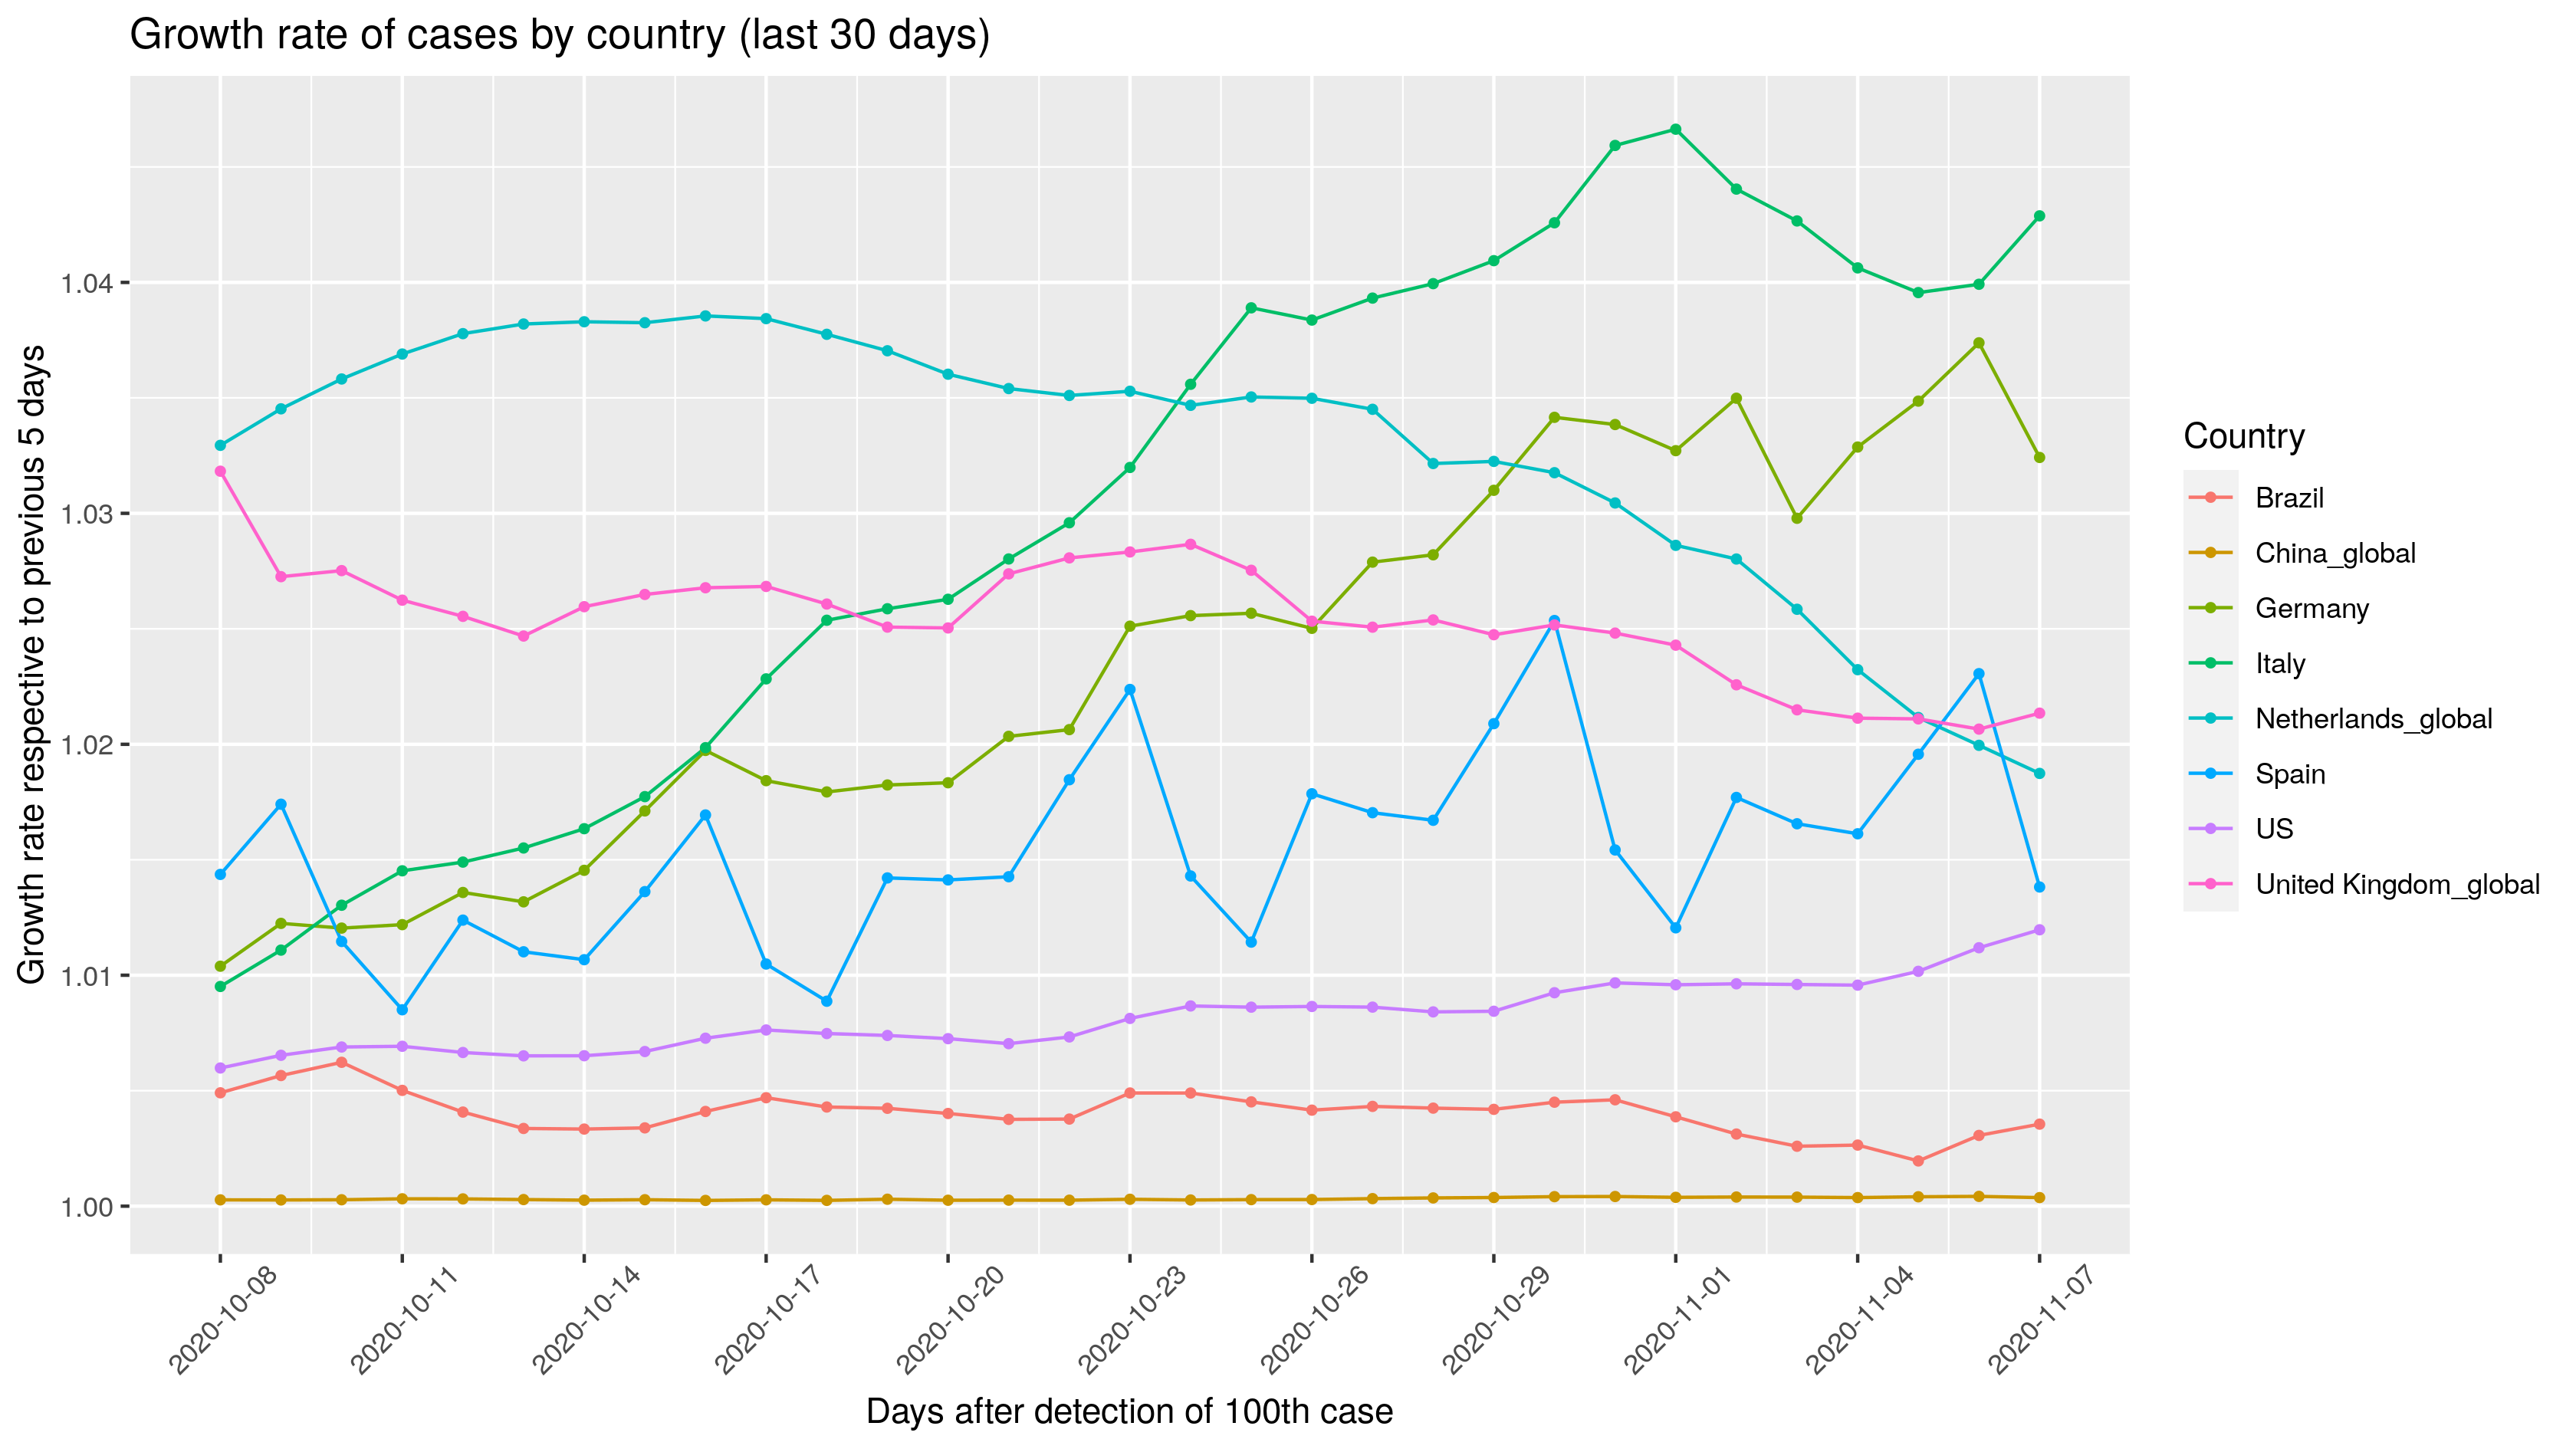 Growth rate of cases by country (last 30 days)
Growth rate respective to previous 5 days
1.04
1.03
1.02
1.01
1.00
2020-10-08
2020-10-11
2020-10-14
2020-10-17
2020-10-20
2020-10-23
2020-10-26
2020-10-29
2020-11-01
2020-11-04
2020-11-07
Days after detection of 100th case
Country
Brazil
China_global
Germany
Italy
Netherlands_global
Spain
US
United Kingdom_global